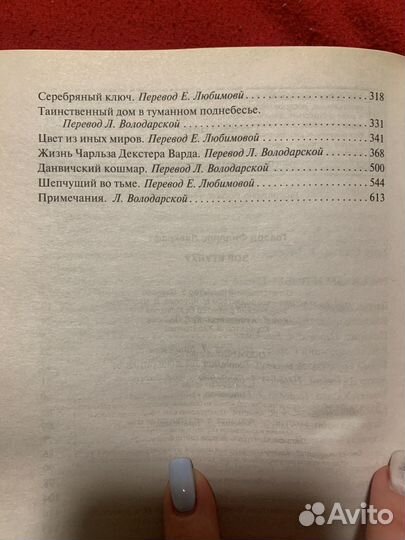 Серебряный ключ. Перевод Е. Любимовй 318
Таинственный дом в туманном поднебесье.
Перевод Л. Володарской 331
Цвет из иных миров. Перевод Е. Любимовой 341
Жизнь Чарльза Декстера Варда. Перевод Л. Володарской 368
Данвичский кошмар. Перевод Л. Володарской 500
Шепчущий во тьме. Перевод Е. Любимовой 544
Примечания. Л. Володарской 613
Avito